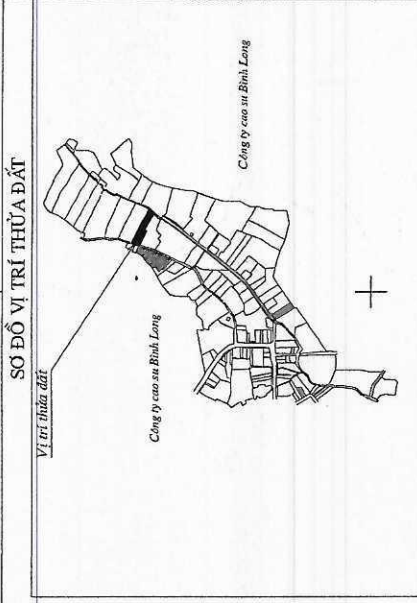 SƠ ĐỒ VỊ TRÍ THỬA ĐẤT
Vị trí thửa đất
Công ty cao su Bình Long
Công ty cao su Bình Long